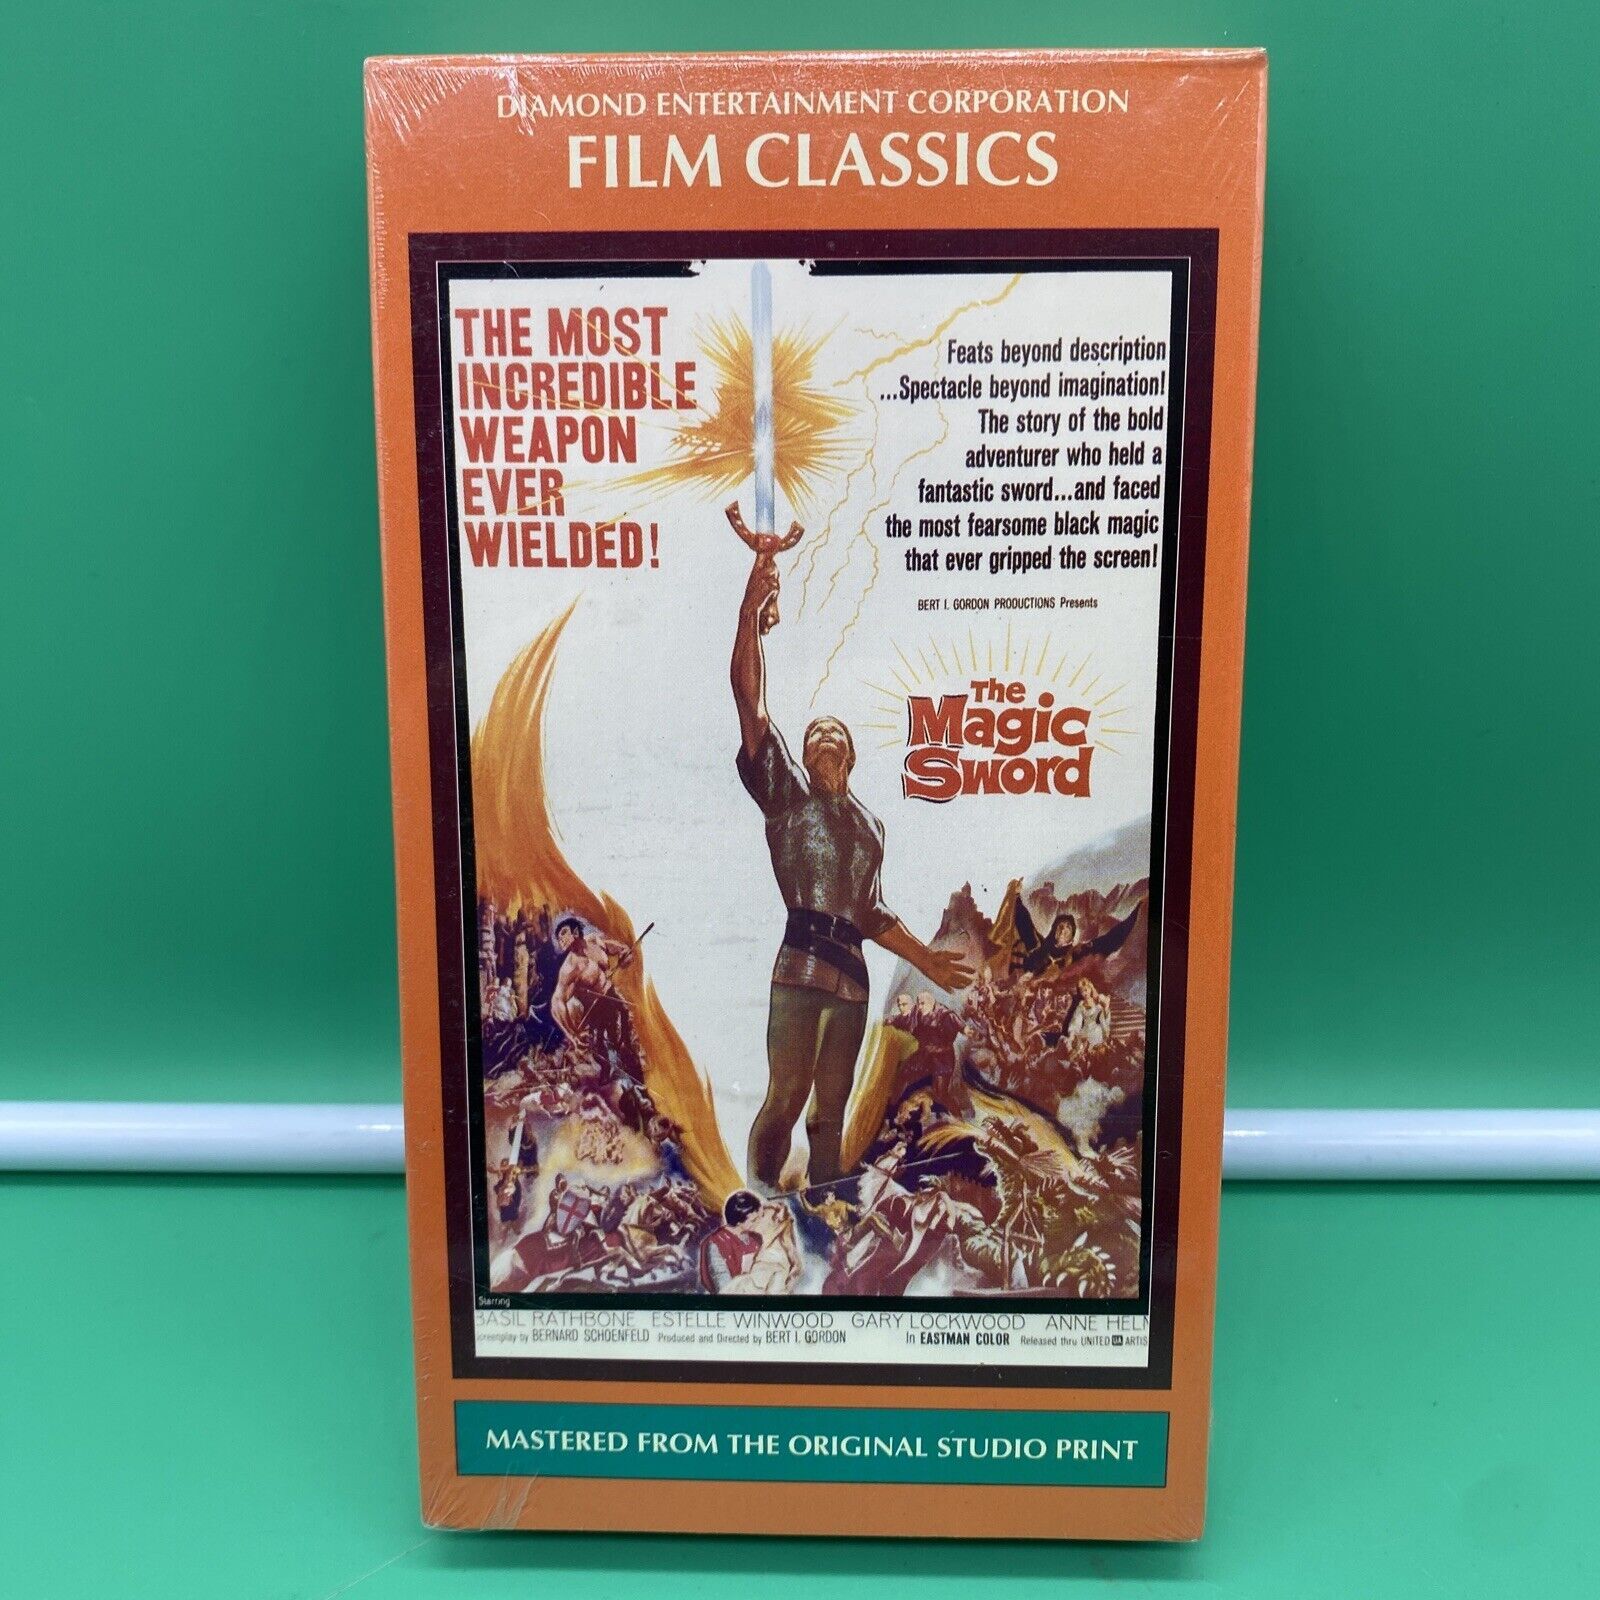 DIAMOND ENTERTAINMENT CORPORATION
FILM CLASSICS
THE MOST
INCREDIBLE
WEAPON
EVER
WIELDED!
Feats beyond description
...Spectacle beyond imagination!
The story of the bold
adventurer who held a
fantastic sword...and faced
the most fearsome black magic
that ever gripped the screen!
BERT I. GORDON PRODUCTIONS Presents
The
Magic
Sword
Starring
BASIL RATHBONE ESTELLE WINWOOD GARY LOCKWOOD ANNE HELM
screenplay by BERNARD SCHOENFELD Produced and Directed by BERT I. GORDON In EASTMAN COLOR Released thru UNITED UA ARTIS
MASTERED FROM THE ORIGINAL STUDIO PRINT